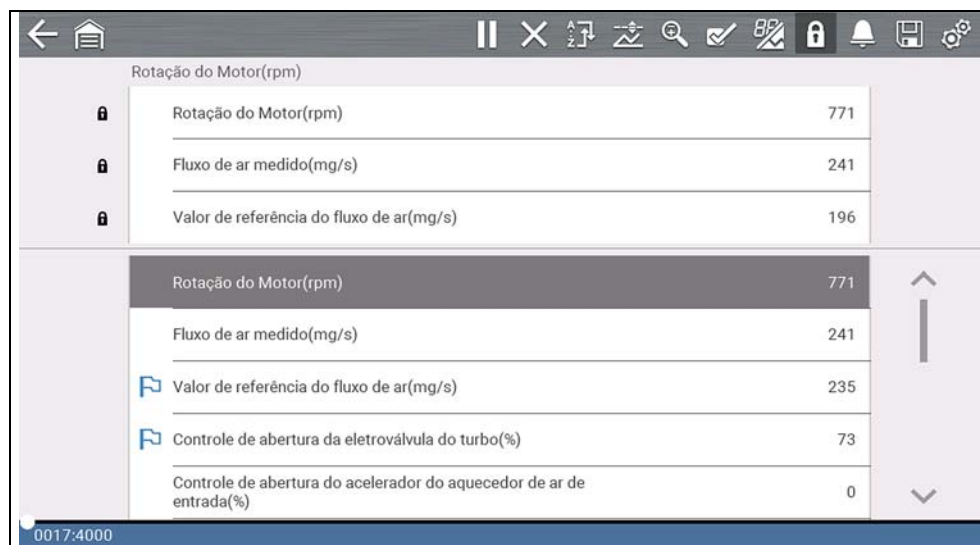 Rotação do Motor(rpm)
Rotação do Motor(rpm) 771
Fluxo de ar medido(mg/s) 241
Valor de referência do fluxo de ar(mg/s) 196
Rotação do Motor(rpm) 771
Fluxo de ar medido(mg/s) 241
Valor de referência do fluxo de ar(mg/s) 235
Controle de abertura da eletroválvula do turbo(%) 73
Controle de abertura do acelerador do aquecedor de ar de
entrada(%) 0
0017:4000